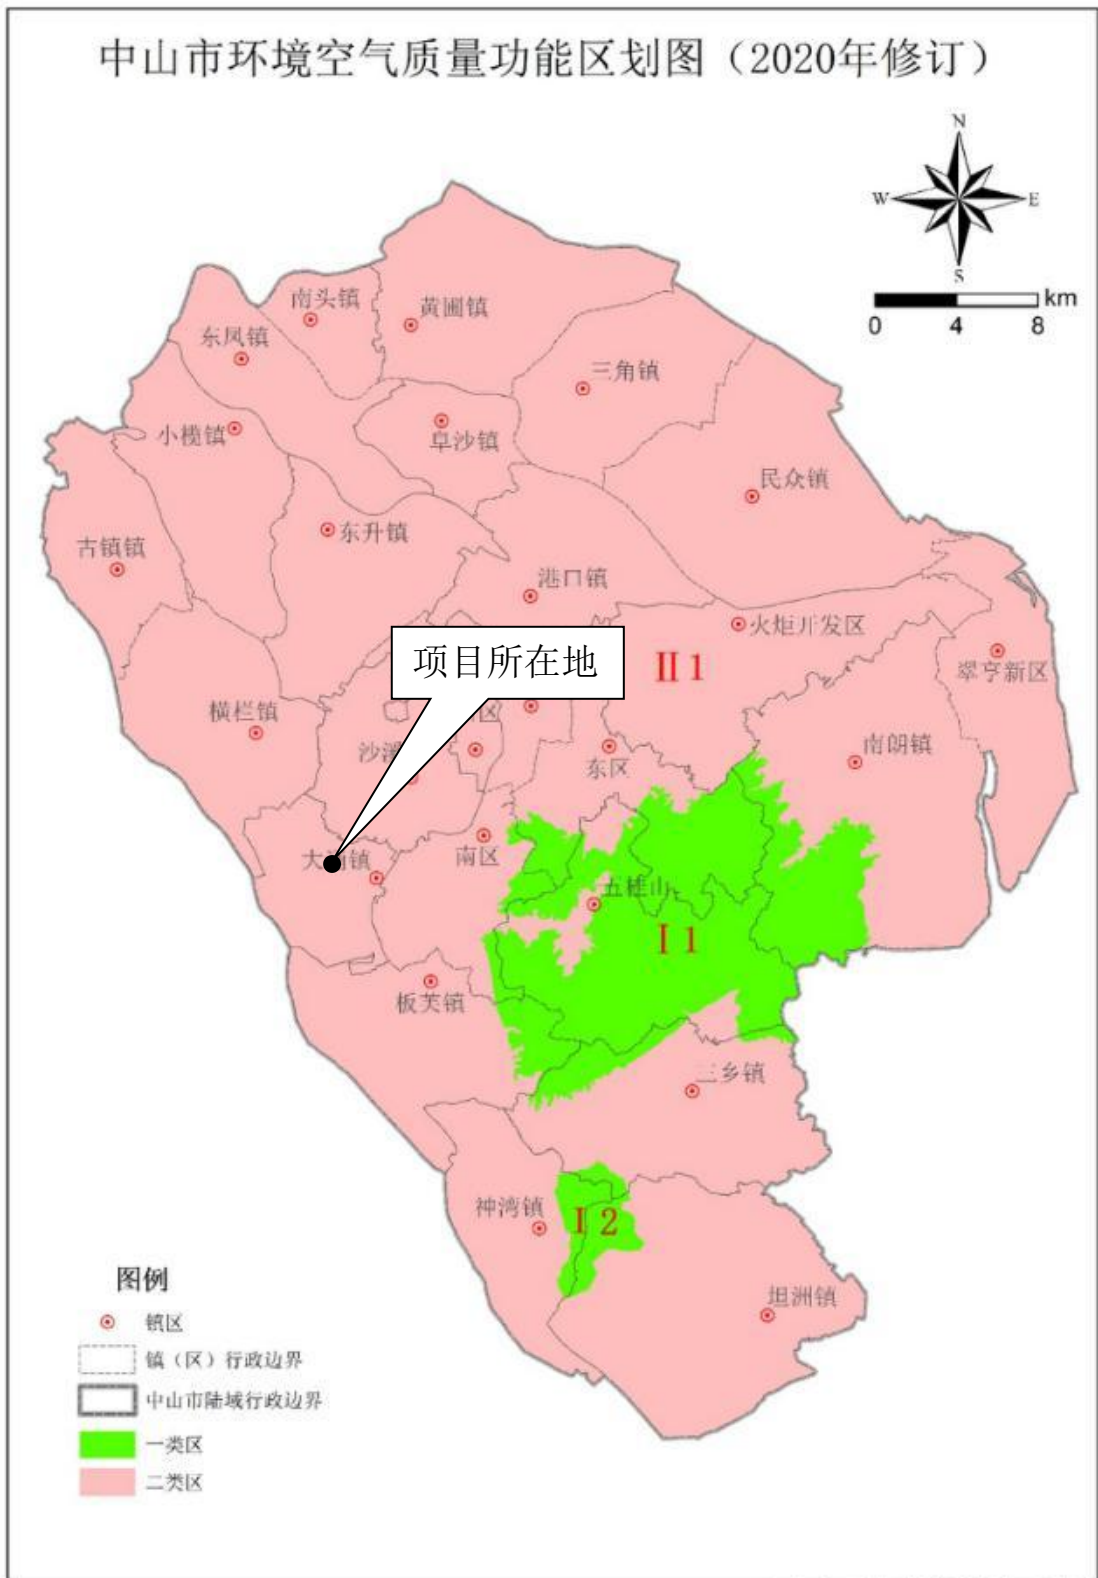 中山市环境空气质量功能区划图（2020年修订）
N
W
E
S
km
0 4 8
南头镇
黄圃镇
东凤镇
三角镇
小榄镇
阜沙镇
民众镇
东升镇
古镇镇
港口镇
火炬开发区
项目所在地
II 1
翠亨新区
横栏镇
区
南朗镇
沙溪
东区
南区
大涌镇
五桂山
I 1
板芙镇
三乡镇
神湾镇
I 2
坦洲镇
图例
镇区
镇（区）行政边界
中山市陆域行政边界
一类区
二类区